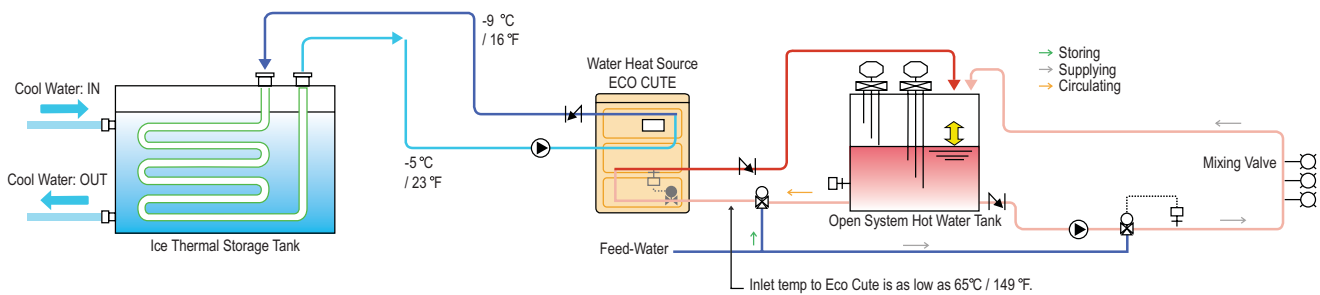 -9 °C
/ 16 °F
Storing
Supplying
Circulating
Water Heat Source
ECO CUTE
Cool Water: IN
Mixing Valve
-5°C
/ 23 °F
Cool Water: OUT
Open System Hot Water Tank
Ice Thermal Storage Tank
Feed-Water
Inlet temp to Eco Cute is as low as 65°C / 149 °F.